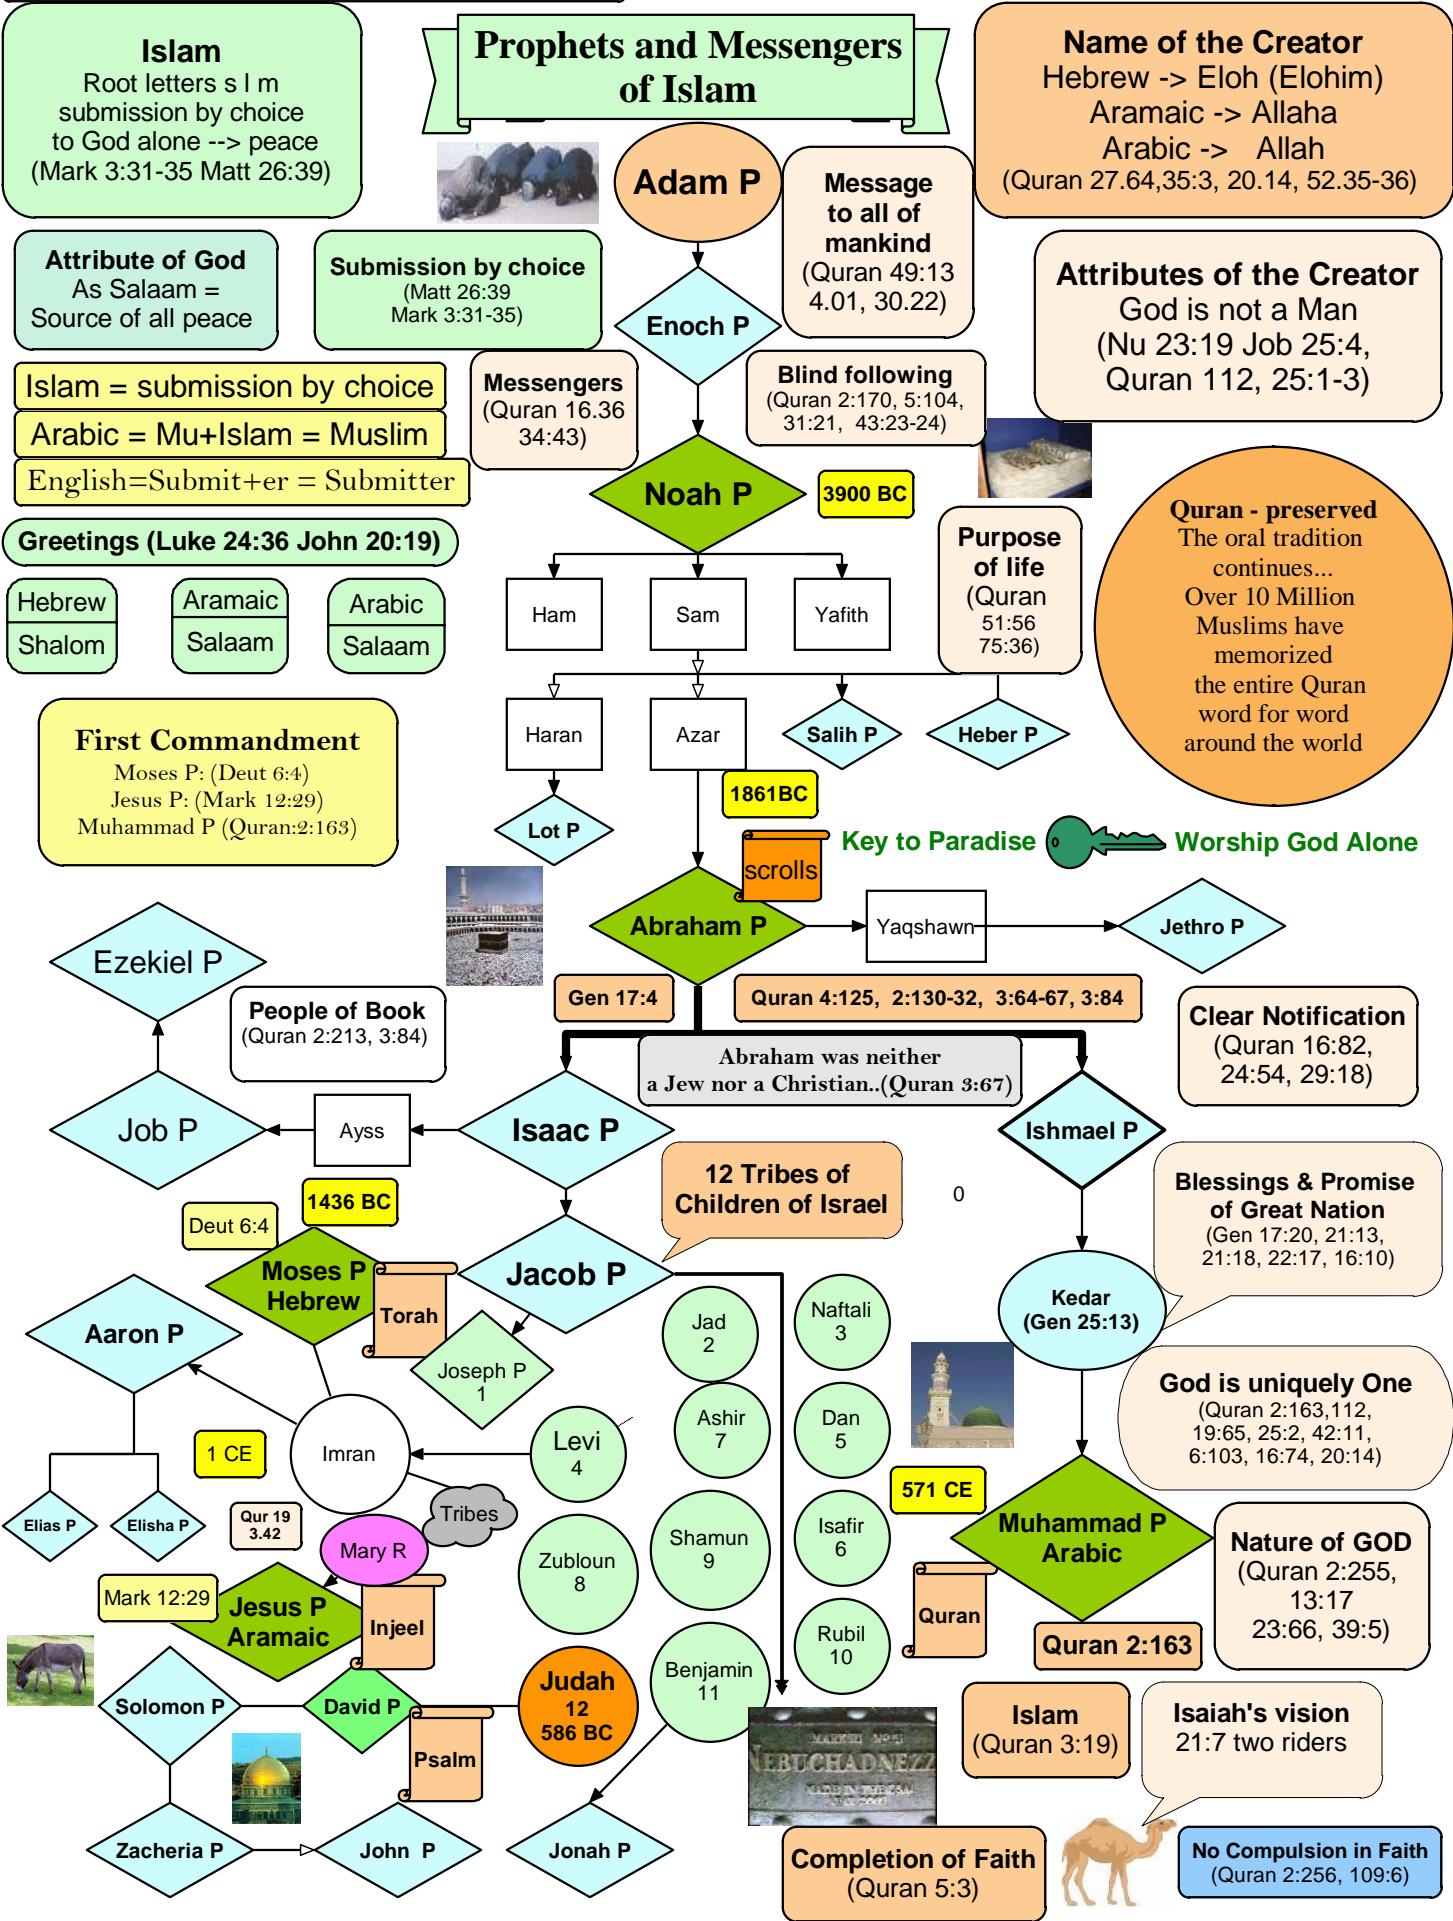 Prophets and Messengers
of Islam
Islam
Root letters s l m
submission by choice
to God alone --> peace
(Mark 3:31-35 Matt 26:39)
Name of the Creator
Hebrew -> Eloh (Elohim)
Aramaic -> Allaha
Arabic -> Allah
(Quran 27.64,35:3, 20.14, 52.35-36)
Adam P
Message
to all of
mankind
(Quran 49:13
4.01, 30.22)
Attribute of God
As Salaam =
Source of all peace
Submission by choice
(Matt 26:39
Mark 3:31-35)
Enoch P
Attributes of the Creator
God is not a Man
(Nu 23:19 Job 25:4,
Quran 112, 25:1-3)
Islam = submission by choice
Arabic = Mu+Islam = Muslim
English=Submit+er = Submitter
Messengers
(Quran 16.36
34:43)
Blind following
(Quran 2:170, 5:104,
31:21, 43:23-24)
Noah P
3900 BC
Greetings (Luke 24:36 John 20:19)
Hebrew
Shalom
Aramaic
Salaam
Arabic
Salaam
Purpose
of life
(Quran
51:56
75:36)
Quran - preserved
The oral tradition
continues...
Over 10 Million
Muslims have
memorized
the entire Quran
word for word
around the world
Ham
Sam
Yafith
Haran
Azar
Salih P
Heber P
First Commandment
Moses P: (Deut 6:4)
Jesus P: (Mark 12:29)
Muhammad P (Quran:2:163)
1861BC
Lot P
scrolls
Key to Paradise
Worship God Alone
Abraham P
Yaqshawn
Jethro P
Ezekiel P
Gen 17:4
Quran 4:125, 2:130-32, 3:64-67, 3:84
People of Book
(Quran 2:213, 3:84)
Clear Notification
(Quran 16:82,
24:54, 29:18)
Abraham was neither
a Jew nor a Christian..(Quran 3:67)
Job P
Ayss
Isaac P
Ishmael P
12 Tribes of
Children of Israel
0
Blessings & Promise
of Great Nation
(Gen 17:20, 21:13,
21:18, 22:17, 16:10)
1436 BC
Deut 6:4
Moses P
Hebrew
Torah
Jacob P
Kedar
(Gen 25:13)
Aaron P
Joseph P
1
Jad
2
Naftali
3
God is uniquely One
(Quran 2:163,112,
19:65, 25:2, 42:11,
6:103, 16:74, 20:14)
1 CE
Imran
Levi
4
Ashir
7
Dan
5
571 CE
Elias P
Elisha P
Qur 19
3.42
Tribes
Mary R
Zubloun
8
Shamun
9
Isafir
6
Muhammad P
Arabic
Quran
Nature of GOD
(Quran 2:255,
13:17
23:66, 39:5)
Mark 12:29
Jesus P
Aramaic
Injeel
Rubil
10
Quran 2:163
Solomon P
David P
Psalm
Judah
12
586 BC
Benjamin
11
MARK III Nº 11
NEBUCHADNEZZ
MADE IN THE USA
Islam
(Quran 3:19)
Isaiah's vision
21:7 two riders
Zacheria P
John P
Jonah P
Completion of Faith
(Quran 5:3)
No Compulsion in Faith
(Quran 2:256, 109:6)